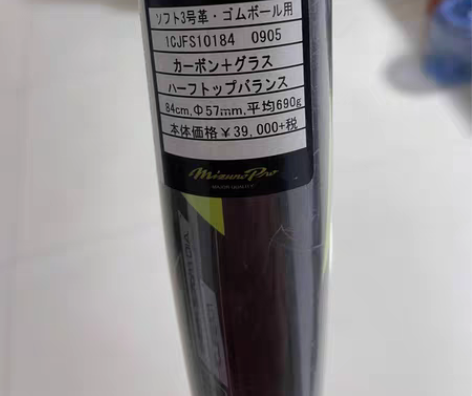 ソフト3号革・ゴムボール用
1CJFS10184 0905
カーボン+グラス
ハーフトップバランス
84cm,Φ57mm,平均690g
本体価格￥39,000+税
Mizuno Pro